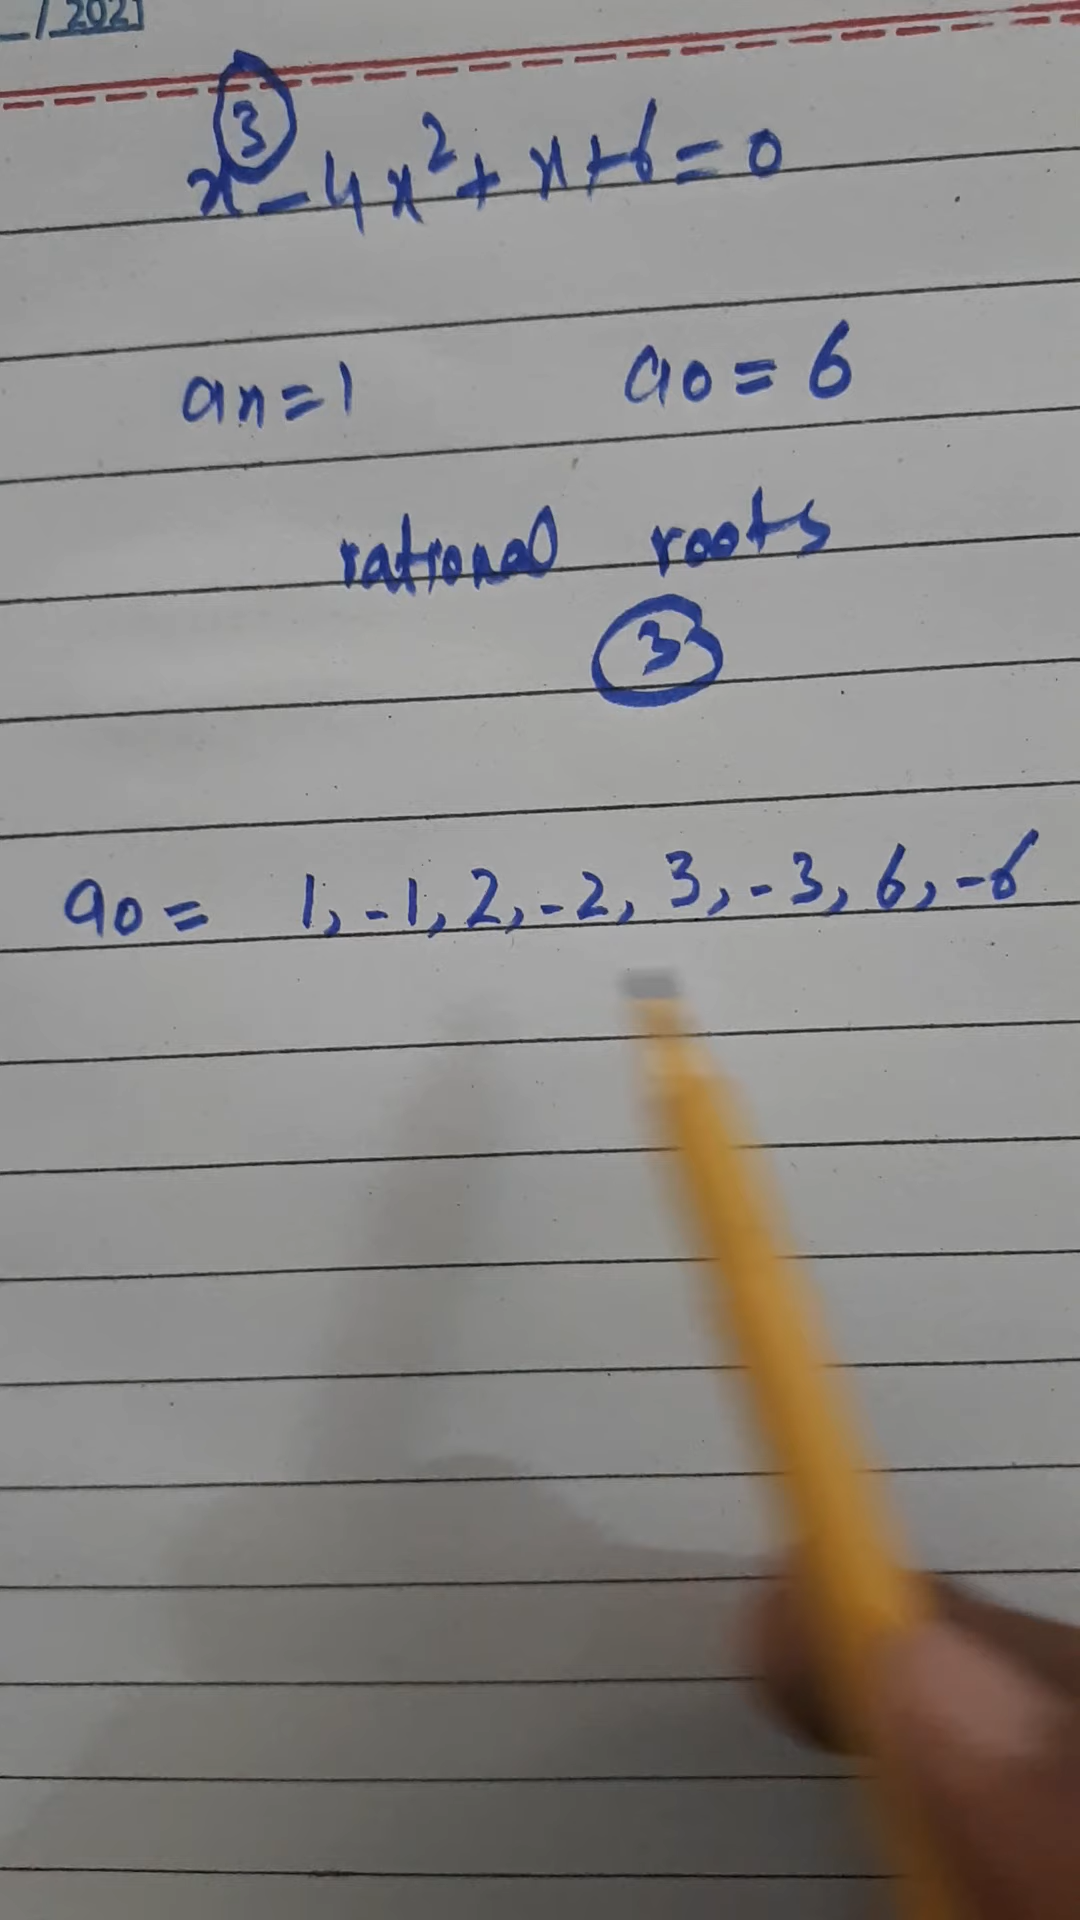 / 2021
x³ - 4x² + x + 6 = 0
an = 1 a0 = 6
rational roots
3
a0 = 1, -1, 2, -2, 3, -3, 6, -6